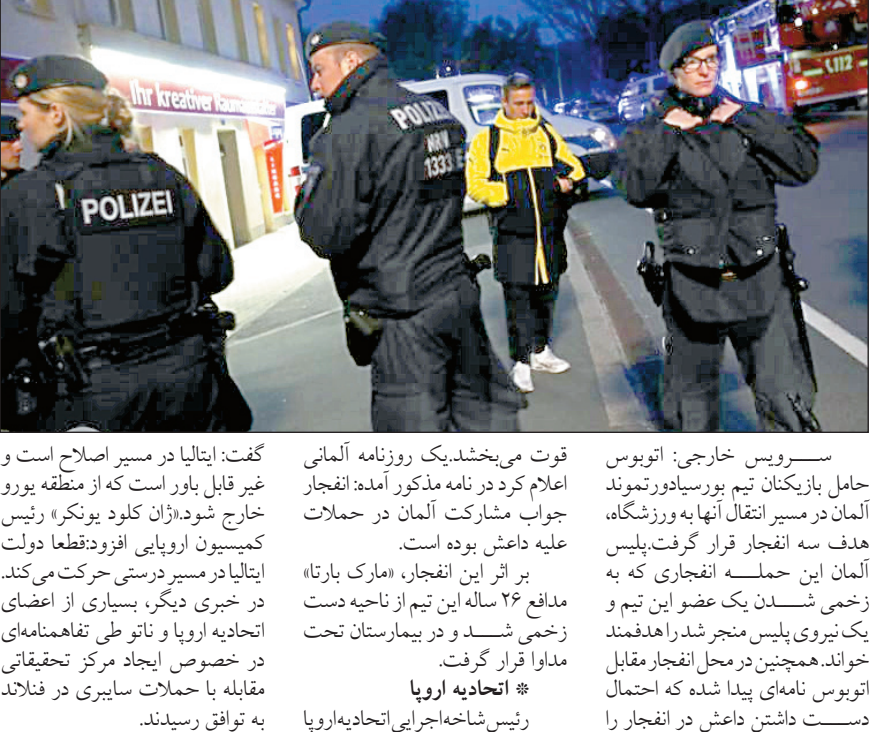 Ihr kreativer Raumausstatter
POLIZEI
POLIZEI
NRW
1333
112
ســـرویس خارجی: اتوبوس
حامل بازیکنان تیم بورسیادورتموند
آلمان در مسیر انتقال آنها به ورزشگاه،
هدف سه انفجار قرار گرفت.پلیس
آلمان این حملـــه انفجاری که به
زخمی شـــدن یک عضو این تیم و
یک نیروی پلیس منجر شد را هدفمند
خواند. همچنین در محل انفجار مقابل
اتوبوس نامه‌ای پیدا شده که احتمال
دســـت داشتن داعش در انفجار را
قوت می‌بخشد.یک روزنامه آلمانی
اعلام کرد در نامه مذکور آمده: انفجار
جواب مشارکت آلمان در حملات
علیه داعش بوده است.
بر اثر این انفجار، «مارک بارتا»
مدافع ۲۶ ساله این تیم از ناحیه دست
زخمی شـــد و در بیمارستان تحت
مداوا قرار گرفت.
* اتحادیه اروپا
رئیس‌شاخه‌اجرایی‌اتحادیه‌اروپا
گفت: ایتالیا در مسیر اصلاح است و
غیر قابل باور است که از منطقه یورو
خارج شود.«ژان کلود یونکر» رئیس
کمیسیون اروپایی افزود:قطعا دولت
ایتالیا در مسیر درستی حرکت می‌کند.
در خبری دیگر، بسیاری از اعضای
اتحادیه اروپا و ناتو طی تفاهمنامه‌ای
در خصوص ایجاد مرکز تحقیقاتی
مقابله با حملات سایبری در فنلاند
به توافق رسیدند.